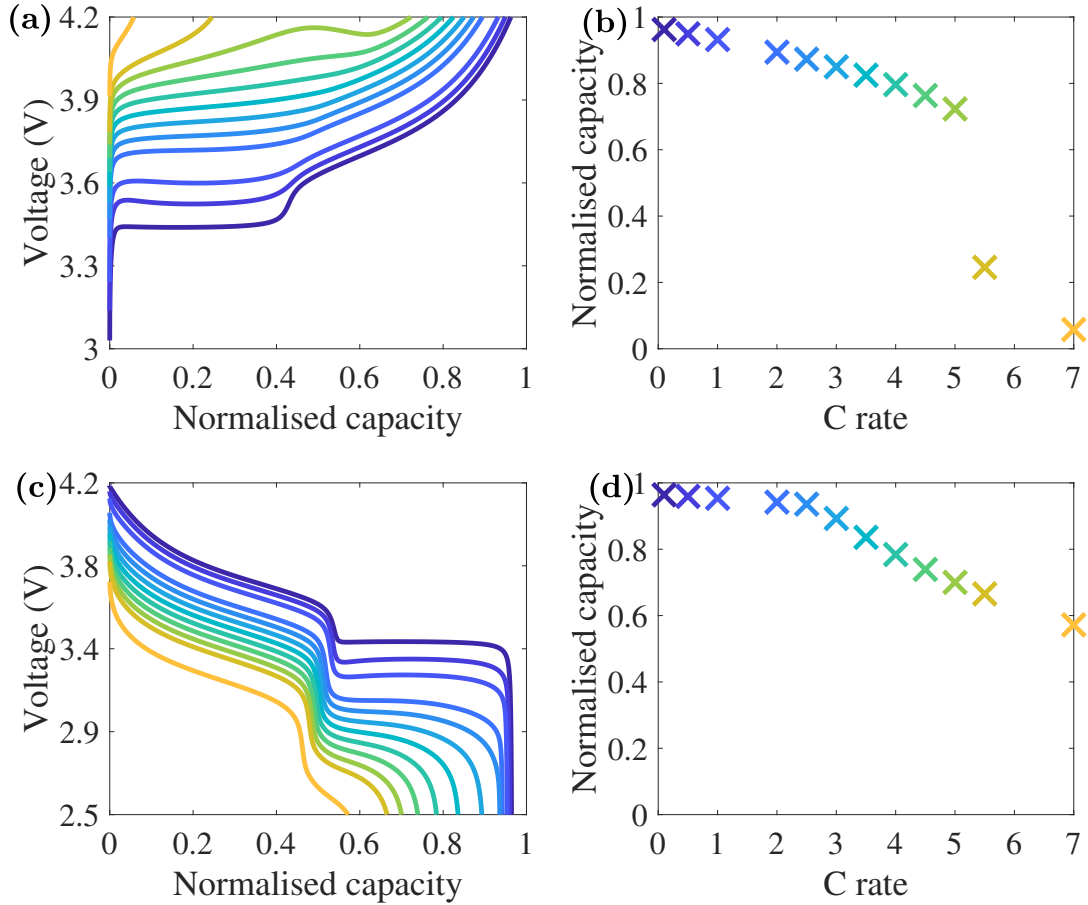 (a)
4.2
3.9
3.6
3.3
3
Voltage (V)
0 0.2 0.4 0.6 0.8 1
Normalised capacity
(b)
1
0.8
0.6
0.4
0.2
0
Normalised capacity
0 1 2 3 4 5 6 7
C rate
(c)
4.2
3.8
3.4
2.9
2.5
Voltage (V)
0 0.2 0.4 0.6 0.8 1
Normalised capacity
(d)
1
0.8
0.6
0.4
0.2
0
Normalised capacity
0 1 2 3 4 5 6 7
C rate